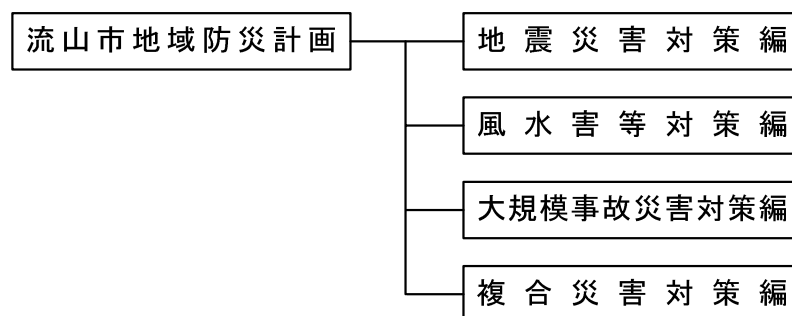 流山市地域防災計画
地震災害対策編
風水害等対策編
大規模事故災害対策編
複合災害対策編